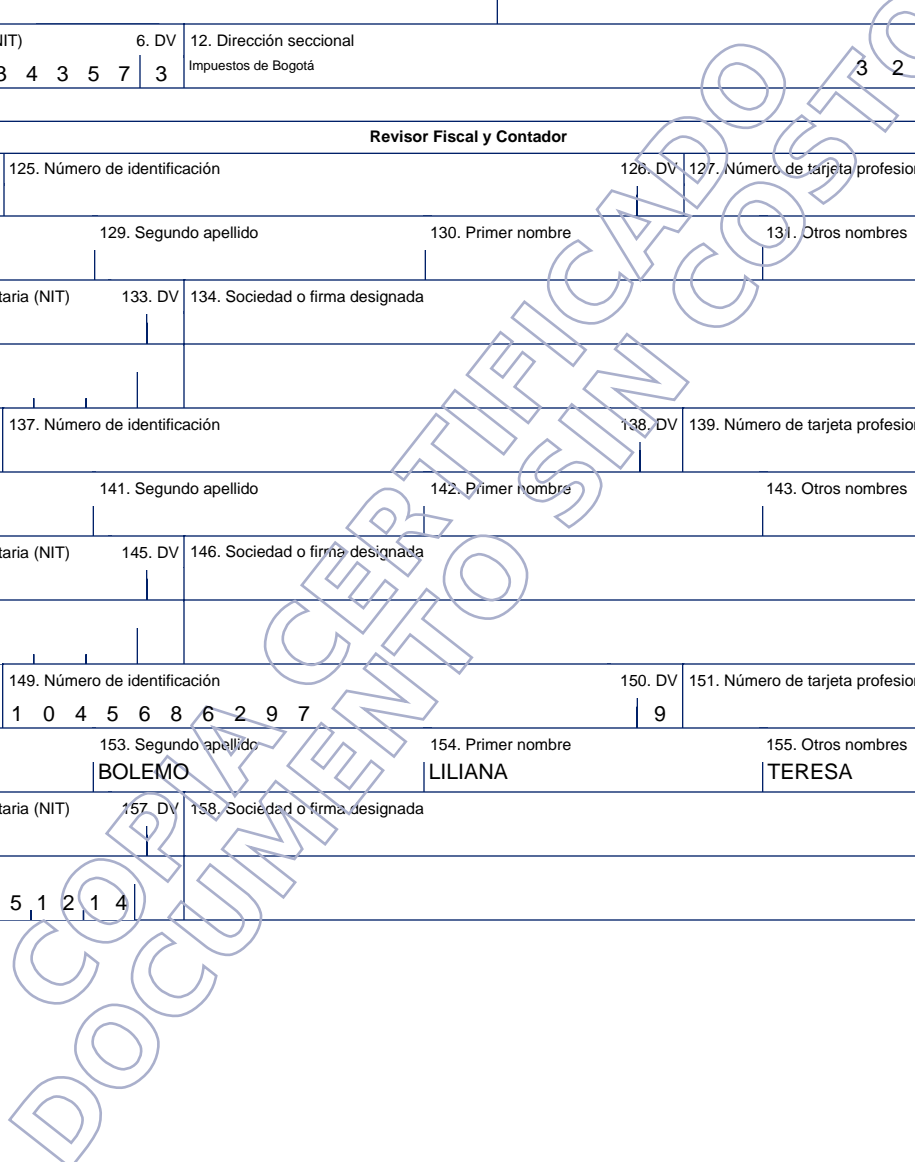 NIT) 6. DV 12. Dirección seccional
3 4 3 5 7 3 Impuestos de Bogotá 3 2
Revisor Fiscal y Contador
125. Número de identificación 126. DV 127. Número de tarjeta profesion
129. Segundo apellido 130. Primer nombre 131. Otros nombres
taria (NIT) 133. DV 134. Sociedad o firma designada
137. Número de identificación 138. DV 139. Número de tarjeta profesion
141. Segundo apellido 142. Primer nombre 143. Otros nombres
taria (NIT) 145. DV 146. Sociedad o firma designada
149. Número de identificación 150. DV 151. Número de tarjeta profesion
1 0 4 5 6 8 6 2 9 7 9
153. Segundo apellido 154. Primer nombre 155. Otros nombres
BOLEMO LILIANA TERESA
taria (NIT) 157. DV 158. Sociedad o firma designada
5 1 2 1 4
COPIA CERTIFICADO
DOCUMENTO SIN COSTO